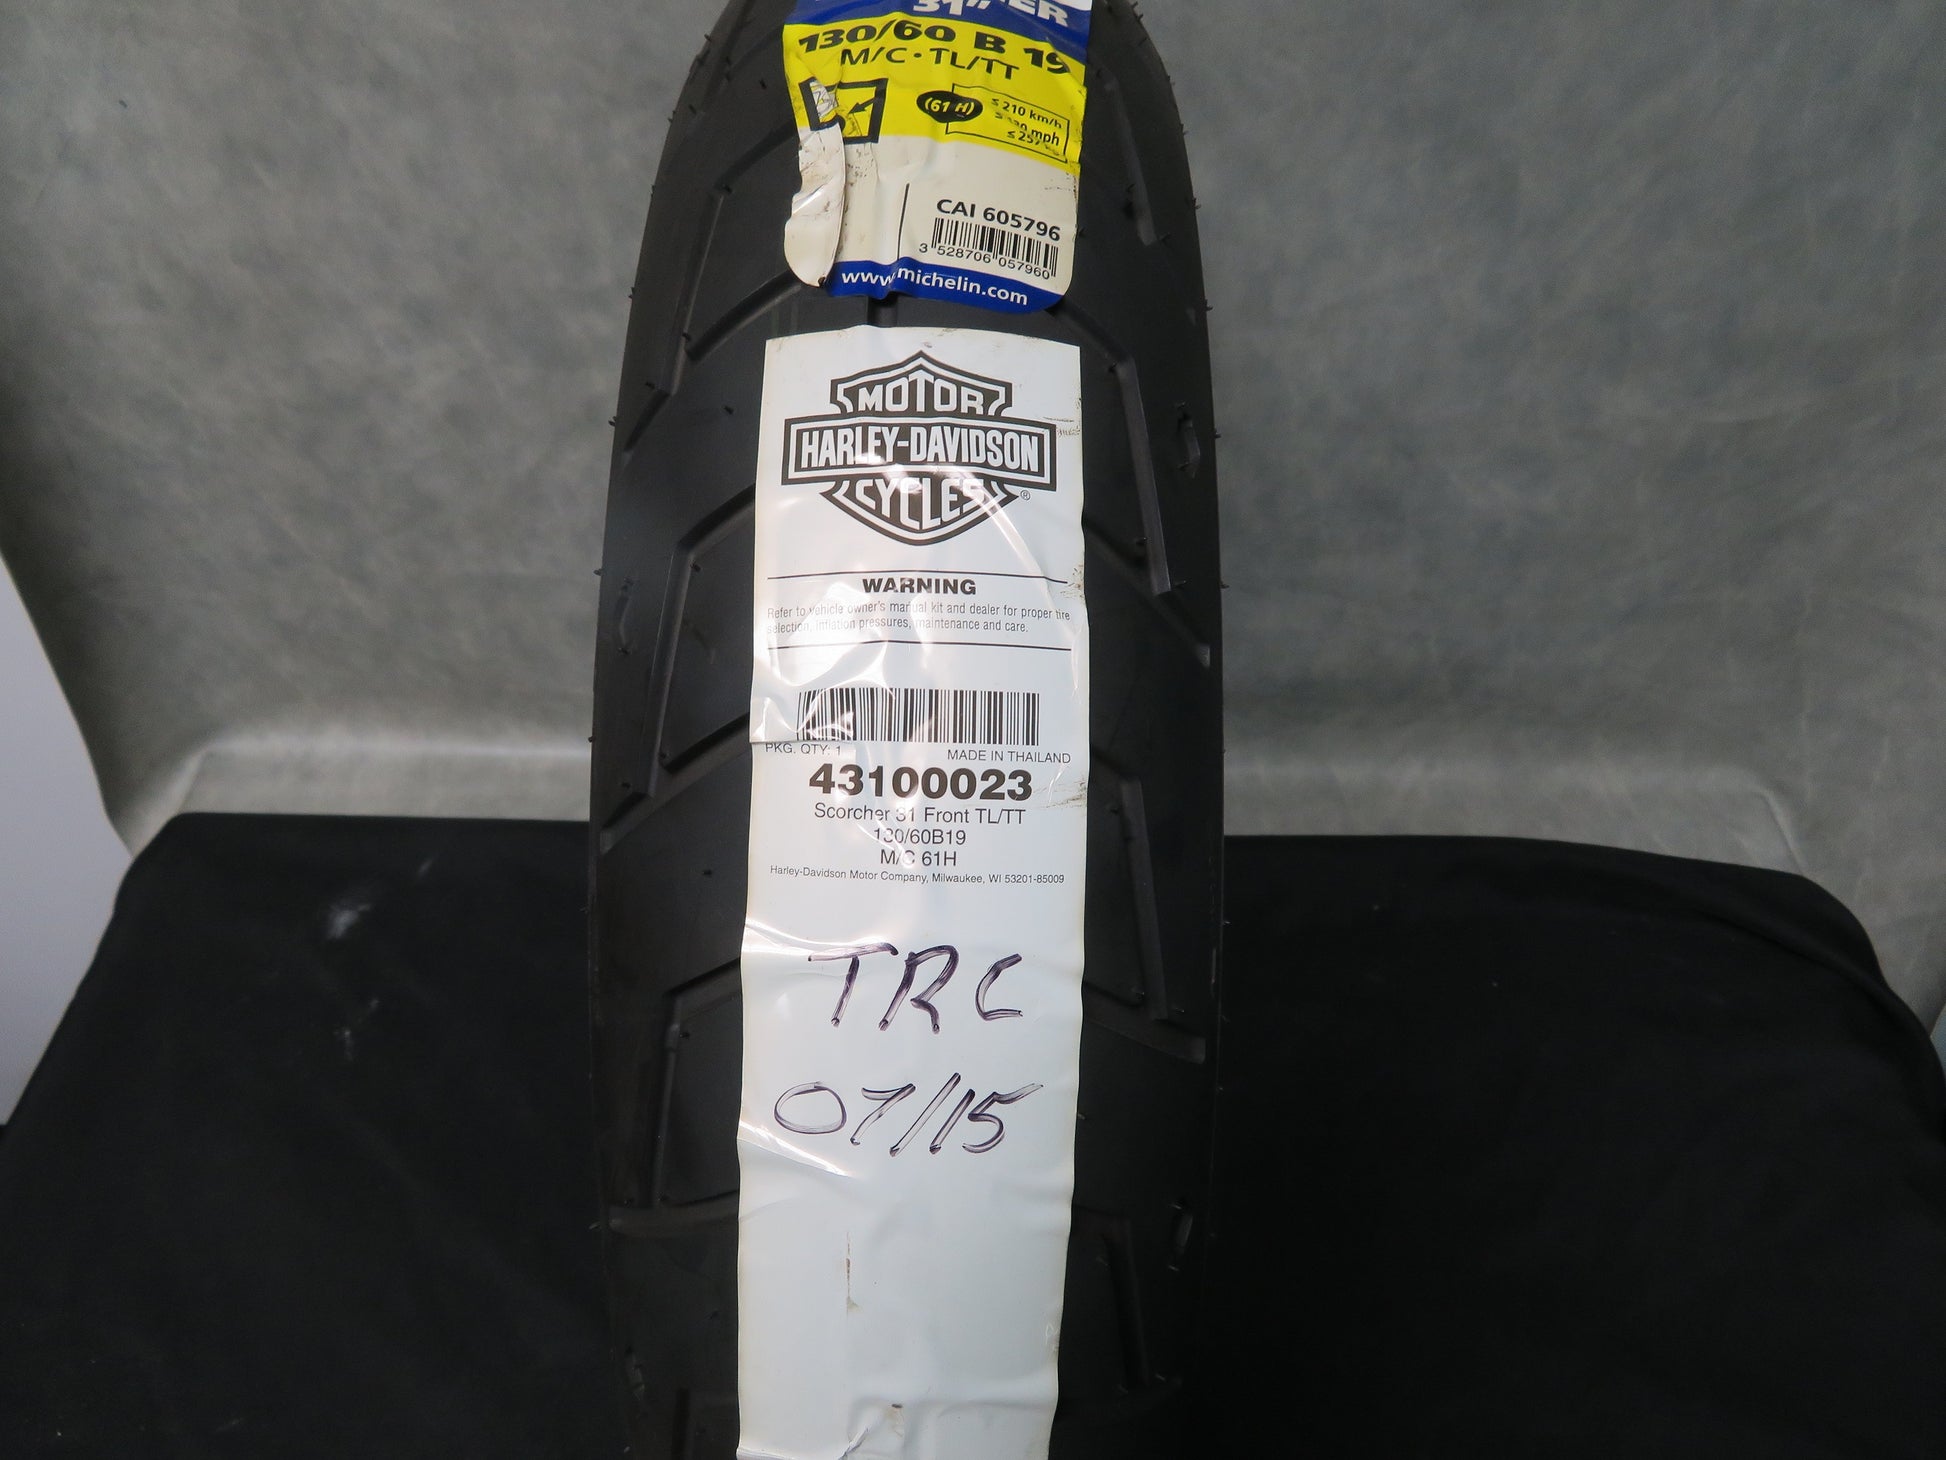 31"
130/60 B 19
M/C • TL/TT
(61 H)
≤ 210 km/h
mph
CAI 605796
3 528706 057960
www.michelin.com
MOTOR
HARLEY-DAVIDSON
CYCLES
®
WARNING
Refer to vehicle owner's manual kit and dealer for proper tire
selection, inflation pressures, maintenance and care.
PKG. QTY: 1
MADE IN THAILAND
43100023
Scorcher 31 Front TL/TT
130/60B19
M/C 61H
Harley-Davidson Motor Company, Milwaukee, WI 53201-85009
TRC
07/15